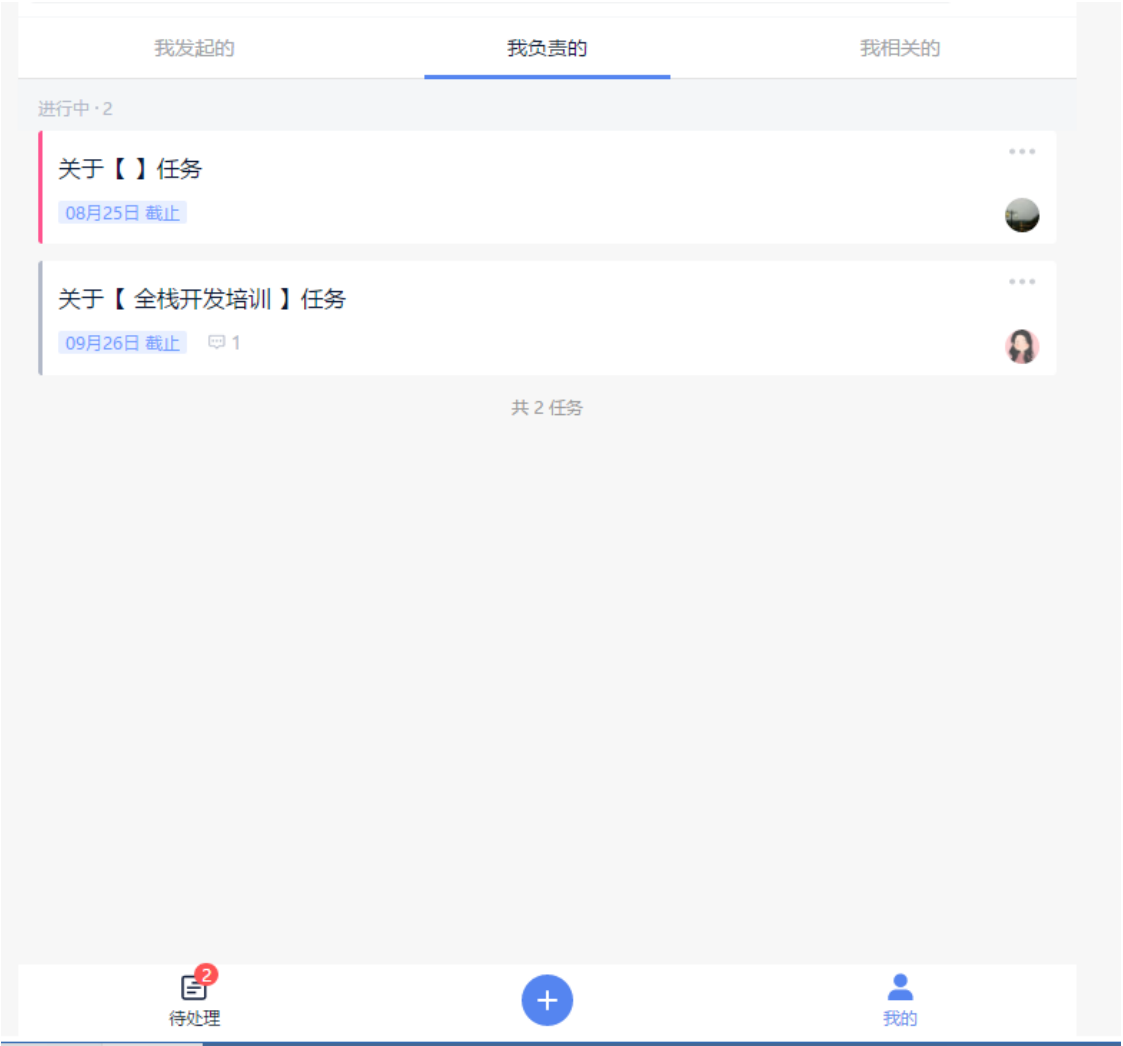 我发起的 我负责的 我相关的
进行中 · 2
关于【 】任务
08月25日 截止
关于【 全栈开发培训 】任务
09月26日 截止 1
共 2 任务
2
待处理 我的